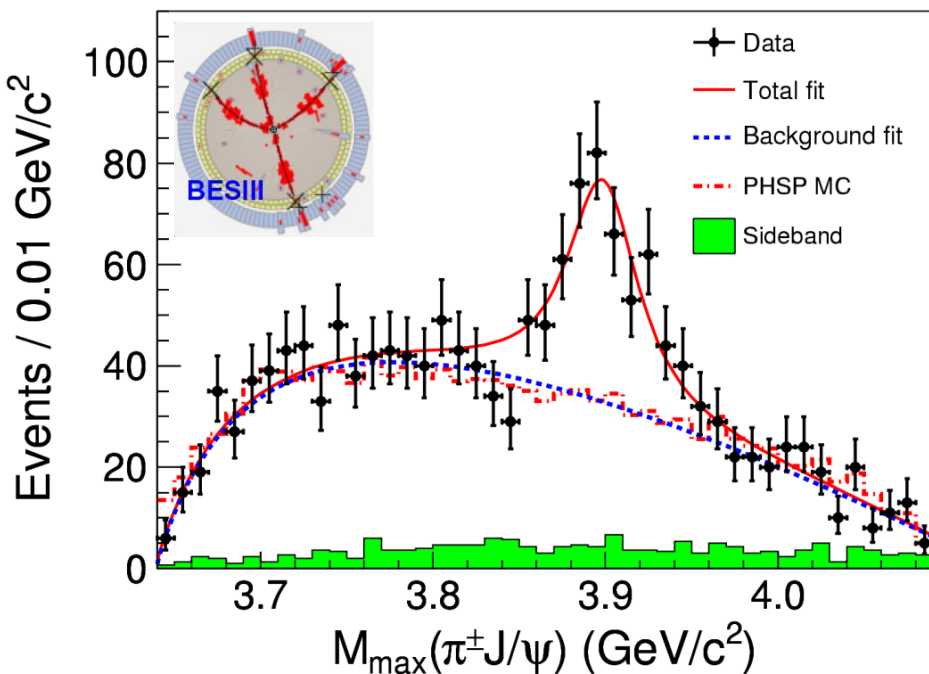 Events / 0.01 GeV/c²
100
80
60
40
20
0
BESIII
Data
Total fit
Background fit
PHSP MC
Sideband
3.7 3.8 3.9 4.0
M_max(π±J/ψ) (GeV/c²)